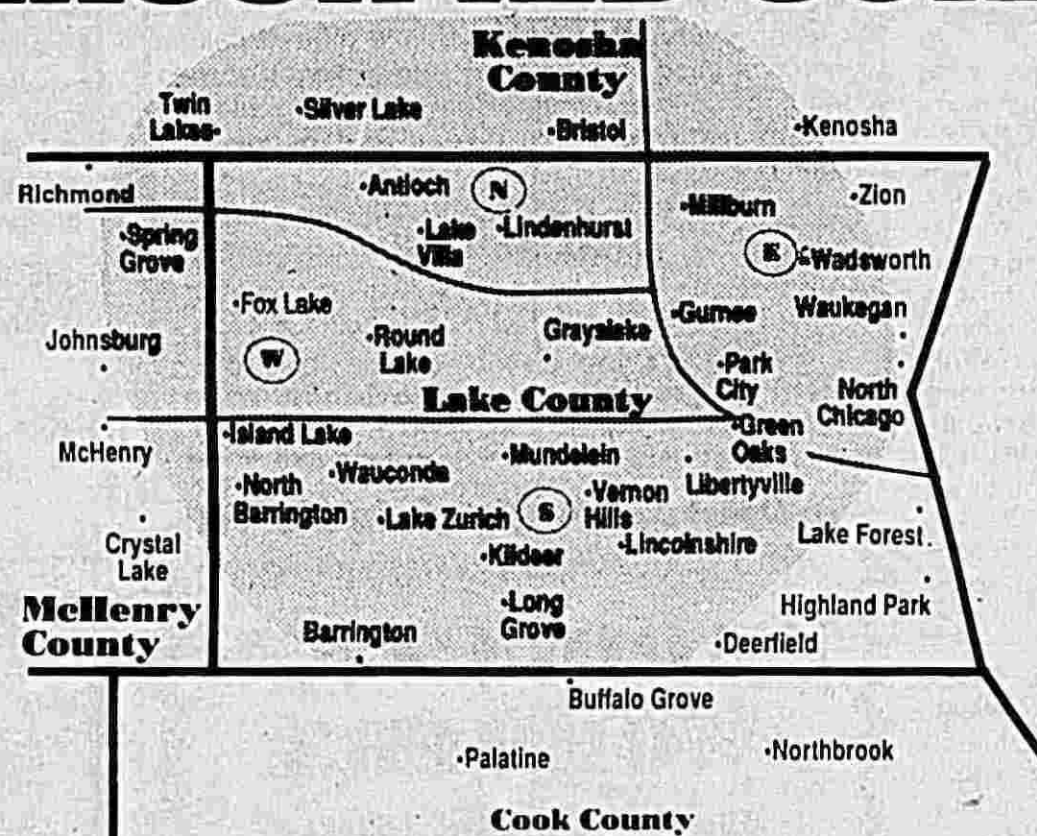 Kenosha
County
Twin
Lakes
Silver Lake
Bristol
Kenosha
Richmond
Antioch
N
Millburn
Zion
Spring
Grove
Lake
Villa
Lindenhurst
E
Wadsworth
Fox Lake
Gurnee
Waukegan
Johnsburg
W
Round
Lake
Grayslake
Park
City
North
Chicago
Lake County
McHenry
Island Lake
Green
Oaks
Mundelein
Wauconda
North
Barrington
Lake Zurich
S
Vernon
Hills
Libertyville
Crystal
Lake
Kildeer
Lincolnshire
Lake Forest
McHenry
County
Long
Grove
Highland Park
Barrington
Deerfield
Buffalo Grove
Palatine
Northbrook
Cook County